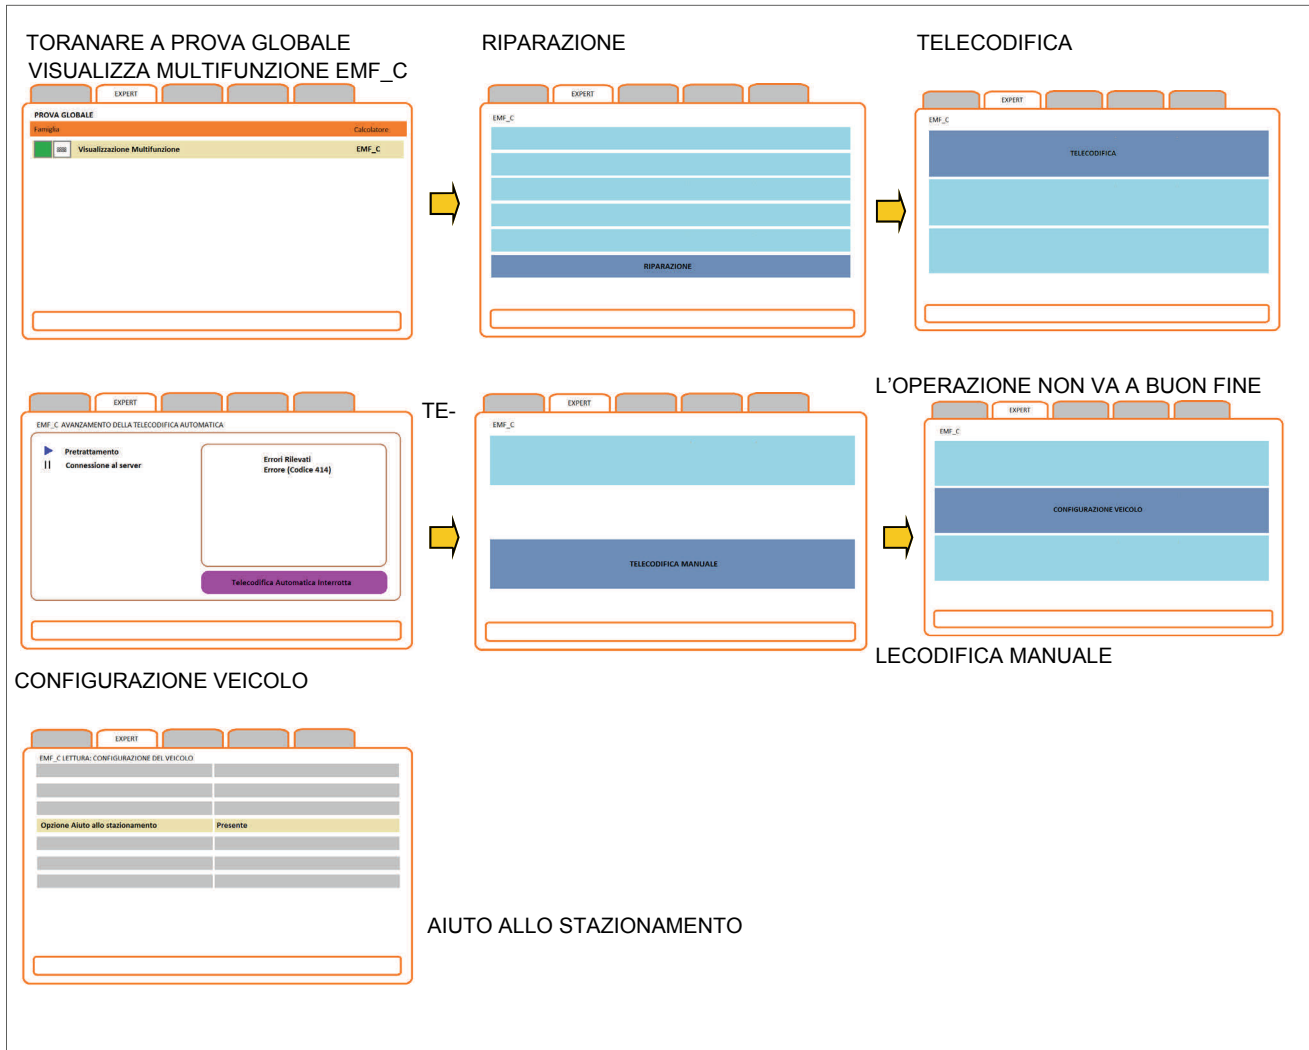 TORANARE A PROVA GLOBALE
VISUALIZZA MULTIFUNZIONE EMF_C
EXPERT
PROVA GLOBALE
Famiglia Calcolatore
Visualizzazione Multifunzione EMF_C
RIPARAZIONE
EXPERT
EMF_C
RIPARAZIONE
TELECODIFICA
EXPERT
EMF_C
TELECODIFICA
EXPERT
EMF_C AVANZAMENTO DELLA TELECODIFICA AUTOMATICA
Pretrattamento
Connessione al server
Errori Rilevati
Errore (Codice 414)
Telecodifica Automatica Interrotta
TE-
EXPERT
EMF_C
TELECODIFICA MANUALE
L'OPERAZIONE NON VA A BUON FINE
EXPERT
EMF_C
CONFIGURAZIONE VEICOLO
LECODIFICA MANUALE
CONFIGURAZIONE VEICOLO
EXPERT
EMF_C LETTURA: CONFIGURAZIONE DEL VEICOLO
Opzione Aiuto allo stazionamento Presente
AIUTO ALLO STAZIONAMENTO